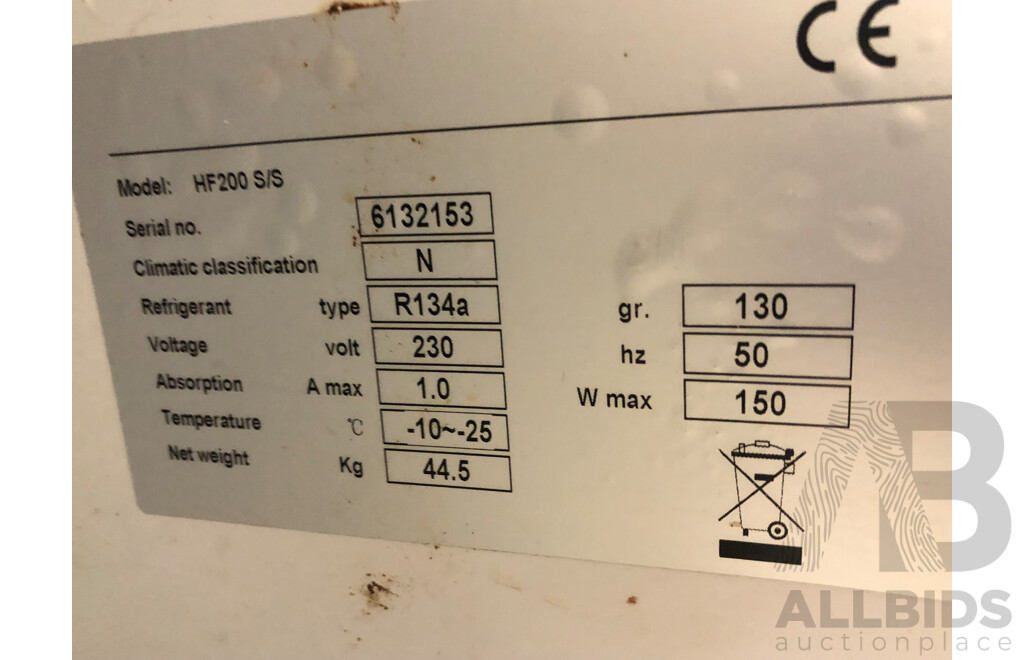 CE
Model: HF200 S/S
Serial no. 6132153
Climatic classification N
Refrigerant type R134a gr. 130
Voltage volt 230 hz 50
Absorption A max 1.0 W max 150
Temperature °C -10~-25
Net weight Kg 44.5
AB
ALLBIDS
auctionplace